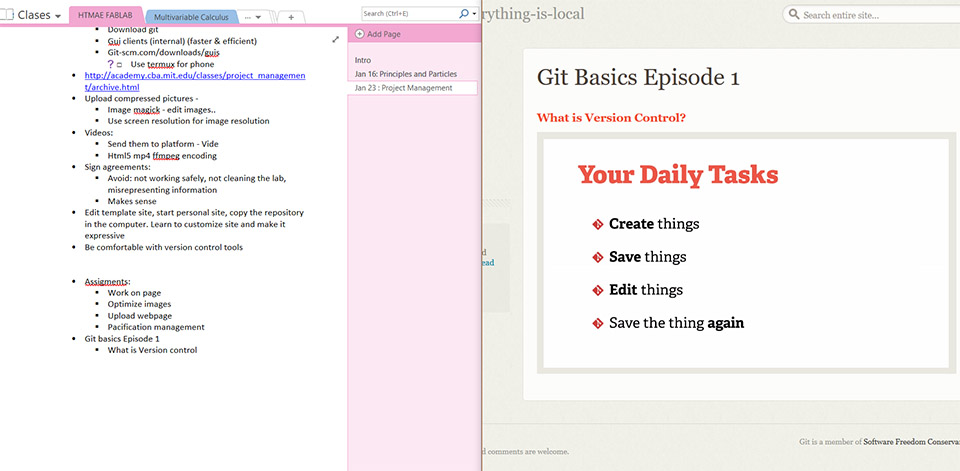 Clases
HTMAE FABLAB
Multivariable Calculus
...
+
Search (Ctrl+E)
Add Page
Intro
Jan 16: Principles and Particles
Jan 23 : Project Management
Download git
Gui clients (internal) (faster & efficient)
Git-scm.com/downloads/guis
? Use termux for phone
http://academy.cba.mit.edu/classes/project_managemen
t/archive.html
Upload compressed pictures -
Image magick - edit images..
Use screen resolution for image resolution
Videos:
Send them to platform - Vide
Html5 mp4 ffmpeg encoding
Sign agreements:
Avoid: not working safely, not cleaning the lab,
misrepresenting information
Makes sense
Edit template site, start personal site, copy the repository
in the computer. Learn to customize site and make it
expressive
Be comfortable with version control tools
Assigments:
Work on page
Optimize images
Upload webpage
Pacification management
Git basics Episode 1
What is Version control
rything-is-local
Search entire site...
Git Basics Episode 1
What is Version Control?
Your Daily Tasks
Create things
Save things
Edit things
Save the thing again
d
ead
Git is a member of Software Freedom Conserva
d comments are welcome.